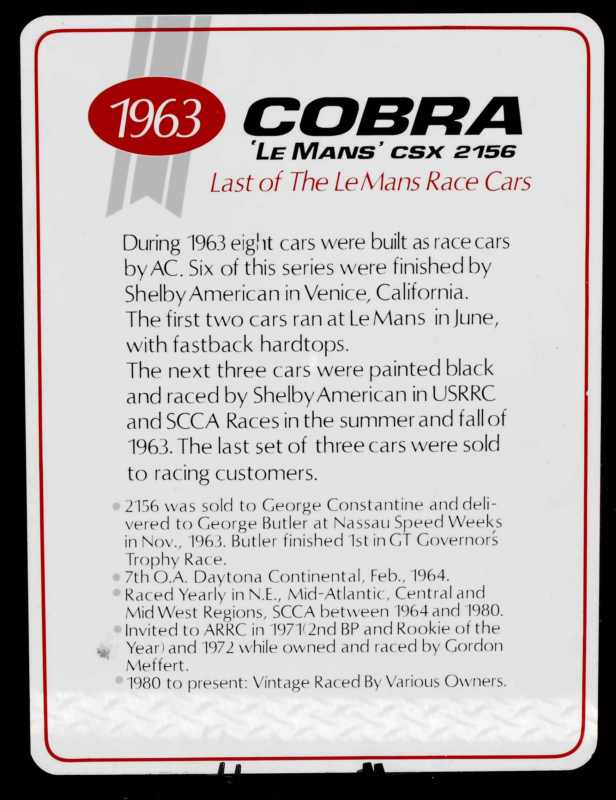 1963 COBRA
'LE MANS' CSX 2156
Last of The Le Mans Race Cars
During 1963 eight cars were built as race cars
by AC. Six of this series were finished by
Shelby American in Venice, California.
The first two cars ran at Le Mans in June,
with fastback hardtops.
The next three cars were painted black
and raced by Shelby American in USRRC
and SCCA Races in the summer and fall of
1963. The last set of three cars were sold
to racing customers.
• 2156 was sold to George Constantine and deli-
vered to George Butler at Nassau Speed Weeks
in Nov., 1963. Butler finished 1st in GT Governor's
Trophy Race.
• 7th O.A. Daytona Continental, Feb., 1964.
• Raced Yearly in N.E., Mid-Atlantic, Central and
Mid West Regions, SCCA between 1964 and 1980.
• Invited to ARRC in 1971(2nd BP and Rookie of the
Year) and 1972 while owned and raced by Gordon
Meffert.
• 1980 to present: Vintage Raced By Various Owners.